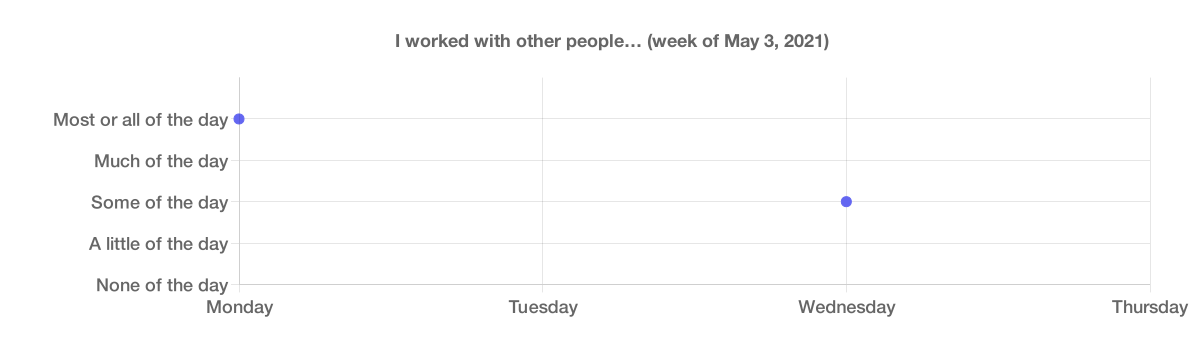 I worked with other people… (week of May 3, 2021)
Most or all of the day
Much of the day
Some of the day
A little of the day
None of the day
Monday Tuesday Wednesday Thursday